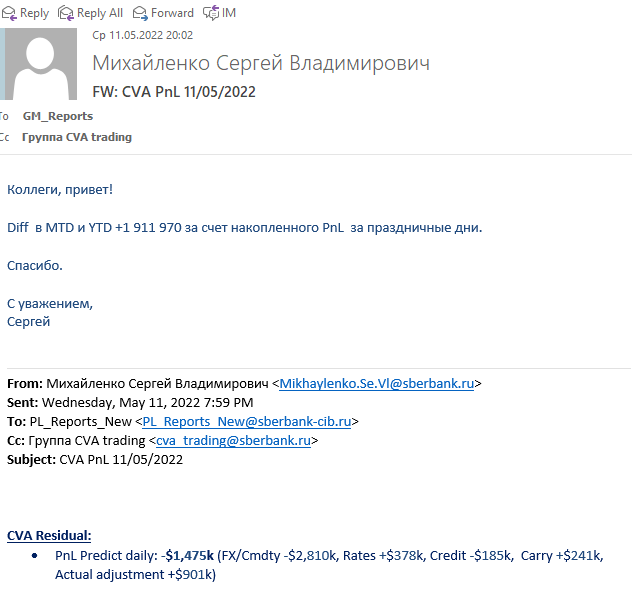 Reply Reply All Forward IM
Ср 11.05.2022 20:02
Михайленко Сергей Владимирович
FW: CVA PnL 11/05/2022
To GM_Reports
Cc Группа CVA trading
Коллеги, привет!
Diff в MTD и YTD +1 911 970 за счет накопленного PnL за праздничные дни.
Спасибо.
С уважением,
Сергей
From: Михайленко Сергей Владимирович <Mikhaylenko.Se.Vl@sberbank.ru>
Sent: Wednesday, May 11, 2022 7:59 PM
To: PL_Reports_New <PL_Reports_New@sberbank-cib.ru>
Cc: Группа CVA trading <cva_trading@sberbank.ru>
Subject: CVA PnL 11/05/2022
CVA Residual:
• PnL Predict daily: -$1,475k (FX/Cmdty -$2,810k, Rates +$378k, Credit -$185k, Carry +$241k,
Actual adjustment +$901k)